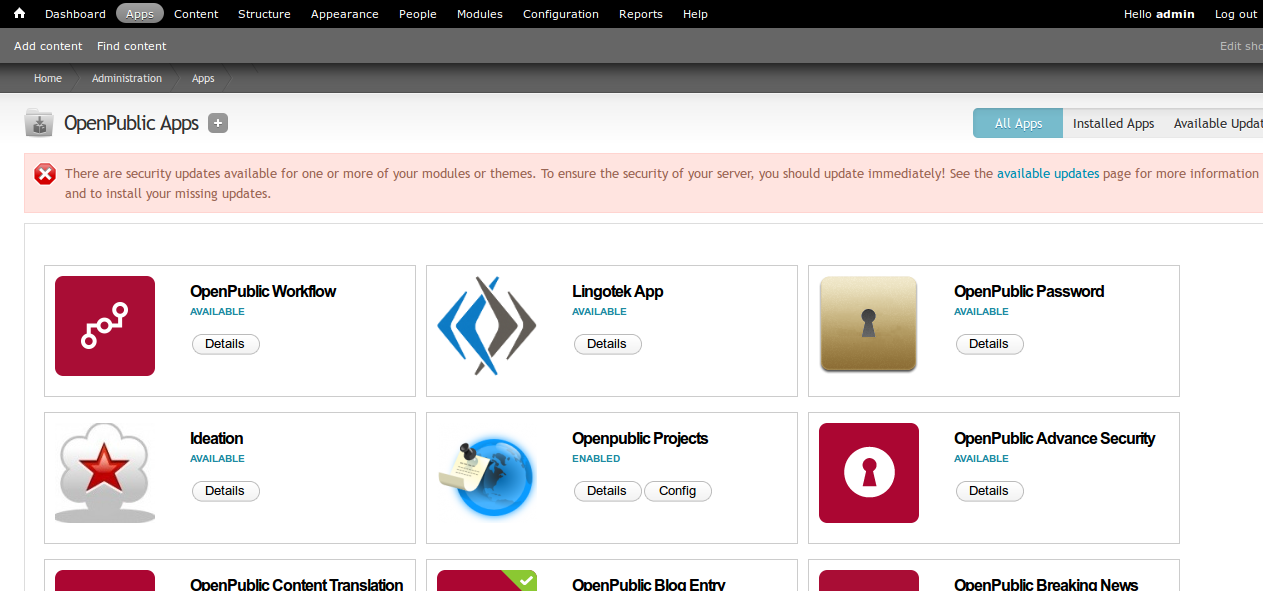 Dashboard Apps Content Structure Appearance People Modules Configuration Reports Help Hello admin Log out
Add content Find content Edit sho
Home Administration Apps
OpenPublic Apps + All Apps Installed Apps Available Updat
There are security updates available for one or more of your modules or themes. To ensure the security of your server, you should update immediately! See the available updates page for more information
and to install your missing updates.
OpenPublic Workflow
AVAILABLE
Details
Lingotek App
AVAILABLE
Details
OpenPublic Password
AVAILABLE
Details
Ideation
AVAILABLE
Details
Openpublic Projects
ENABLED
Details Config
OpenPublic Advance Security
AVAILABLE
Details
OpenPublic Content Translation
OpenPublic Blog Entry
OpenPublic Breaking News